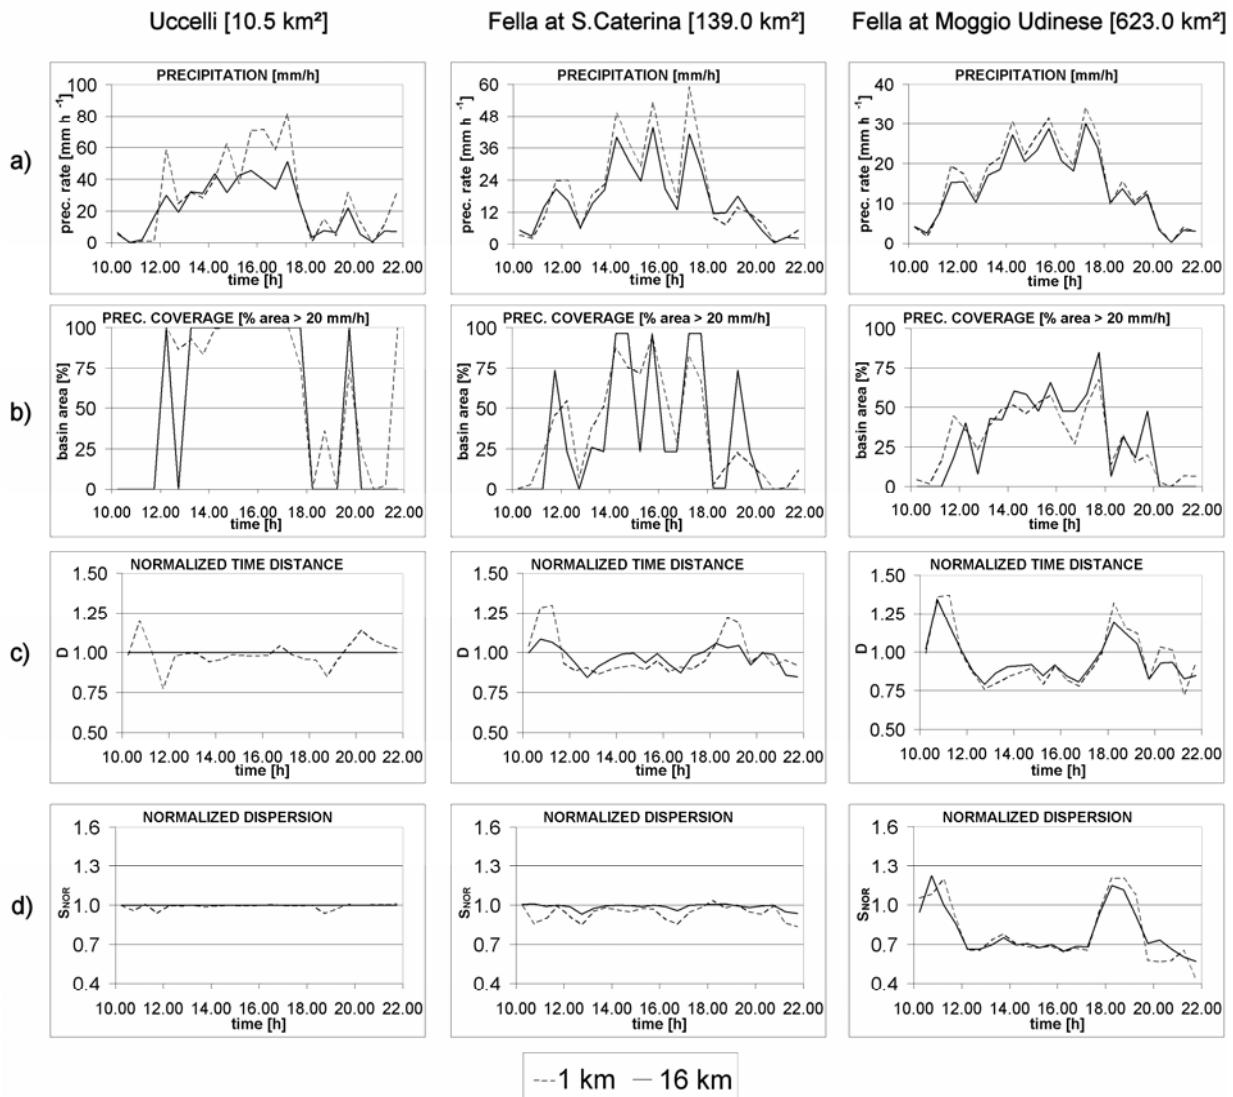 Uccelli [10.5 km²] Fella at S.Caterina [139.0 km²] Fella at Moggio Udinese [623.0 km²]
a)
PRECIPITATION [mm/h]
prec. rate [mm h -1]
100
80
60
40
20
0
10.00 12.00 14.00 16.00 18.00 20.00 22.00
time [h]
PRECIPITATION [mm/h]
prec. rate [mm h -1]
60
48
36
24
12
0
10.00 12.00 14.00 16.00 18.00 20.00 22.00
time [h]
PRECIPITATION [mm/h]
prec. rate [mm h -1]
40
30
20
10
0
10.00 12.00 14.00 16.00 18.00 20.00 22.00
time [h]
b)
PREC. COVERAGE [% area > 20 mm/h]
basin area [%]
100
75
50
25
0
10.00 12.00 14.00 16.00 18.00 20.00 22.00
time [h]
PREC. COVERAGE [% area > 20 mm/h]
basin area [%]
100
75
50
25
0
10.00 12.00 14.00 16.00 18.00 20.00 22.00
time [h]
PREC. COVERAGE [% area > 20 mm/h]
basin area [%]
100
75
50
25
0
10.00 12.00 14.00 16.00 18.00 20.00 22.00
time [h]
c)
NORMALIZED TIME DISTANCE
D
1.50
1.25
1.00
0.75
0.50
10.00 12.00 14.00 16.00 18.00 20.00 22.00
time [h]
NORMALIZED TIME DISTANCE
D
1.50
1.25
1.00
0.75
0.50
10.00 12.00 14.00 16.00 18.00 20.00 22.00
time [h]
NORMALIZED TIME DISTANCE
D
1.50
1.25
1.00
0.75
0.50
10.00 12.00 14.00 16.00 18.00 20.00 22.00
time [h]
d)
NORMALIZED DISPERSION
SNOR
1.6
1.3
1.0
0.7
0.4
10.00 12.00 14.00 16.00 18.00 20.00 22.00
time [h]
NORMALIZED DISPERSION
SNOR
1.6
1.3
1.0
0.7
0.4
10.00 12.00 14.00 16.00 18.00 20.00 22.00
time [h]
NORMALIZED DISPERSION
SNOR
1.6
1.3
1.0
0.7
0.4
10.00 12.00 14.00 16.00 18.00 20.00 22.00
time [h]
1 km 16 km